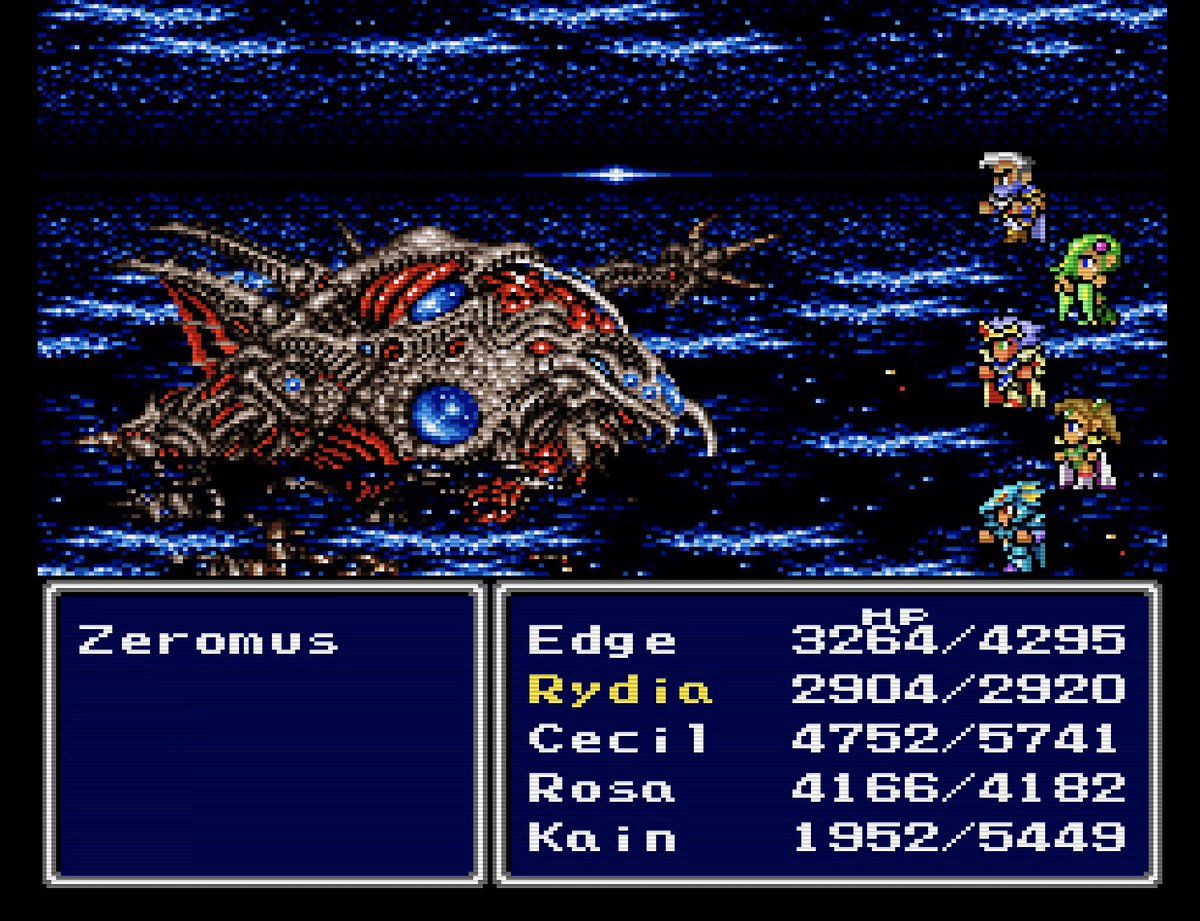 Zeromus
HP
Edge 3264/4295
Rydia 2904/2920
Cecil 4752/5741
Rosa 4166/4182
Kain 1952/5449